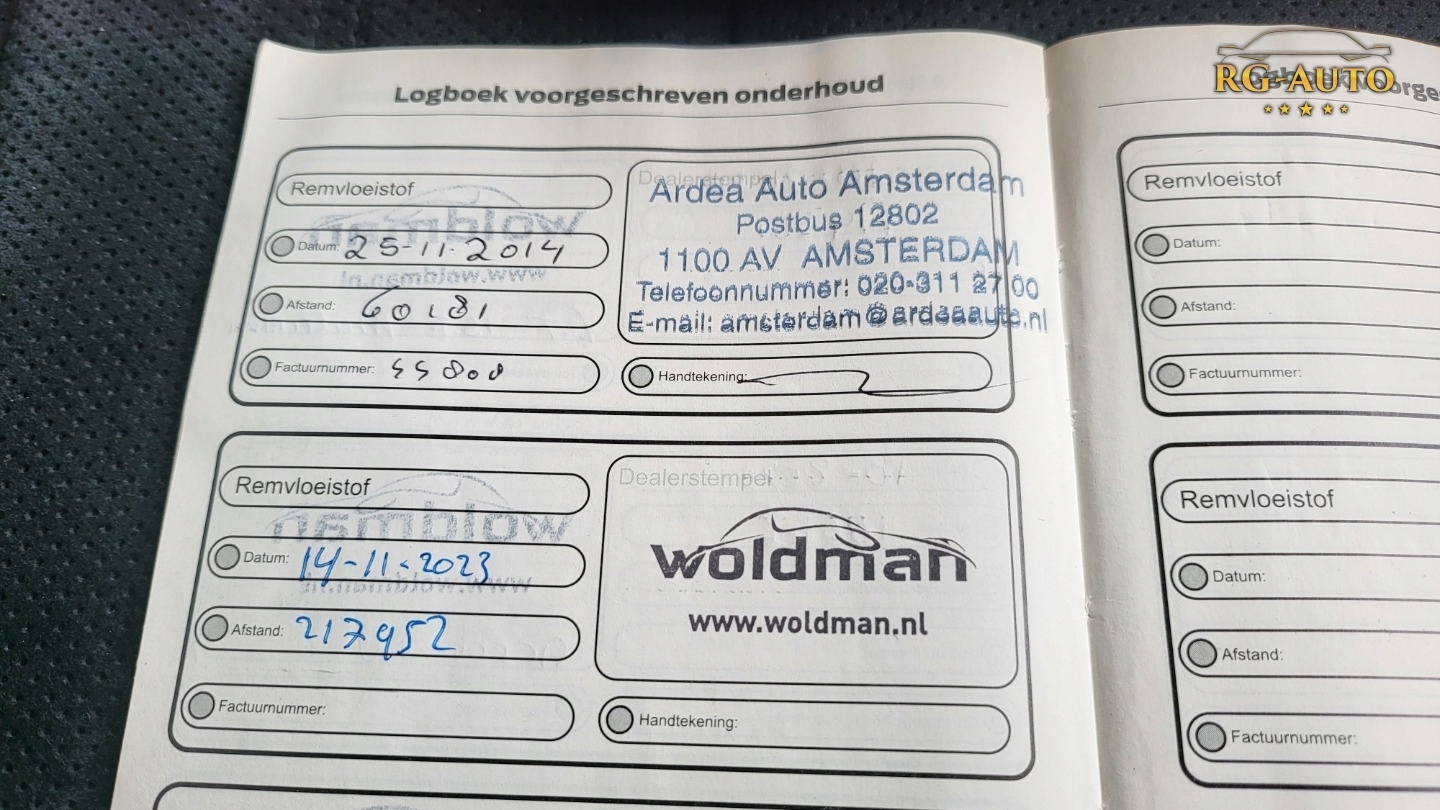 RG-AUTO
Logboek voorgeschreven onderhoud
Remvloeistof
Datum: 25-11-2014
Afstand: 60181
Factuurnummer: 55800
Dealerstempel
Ardea Auto Amsterdam
Postbus 12802
1100 AV AMSTERDAM
Telefoonnummer: 020-311 27 00
E-mail: amsterdam@ardeaauto.nl
Handtekening:
Remvloeistof
Datum: 14-11-2023
Afstand: 217952
Factuurnummer:
Dealerstempel
woldman
www.woldman.nl
Handtekening:
Remvloeistof
Datum:
Afstand:
Factuurnummer:
Remvloeistof
Datum:
Afstand:
Factuurnummer: